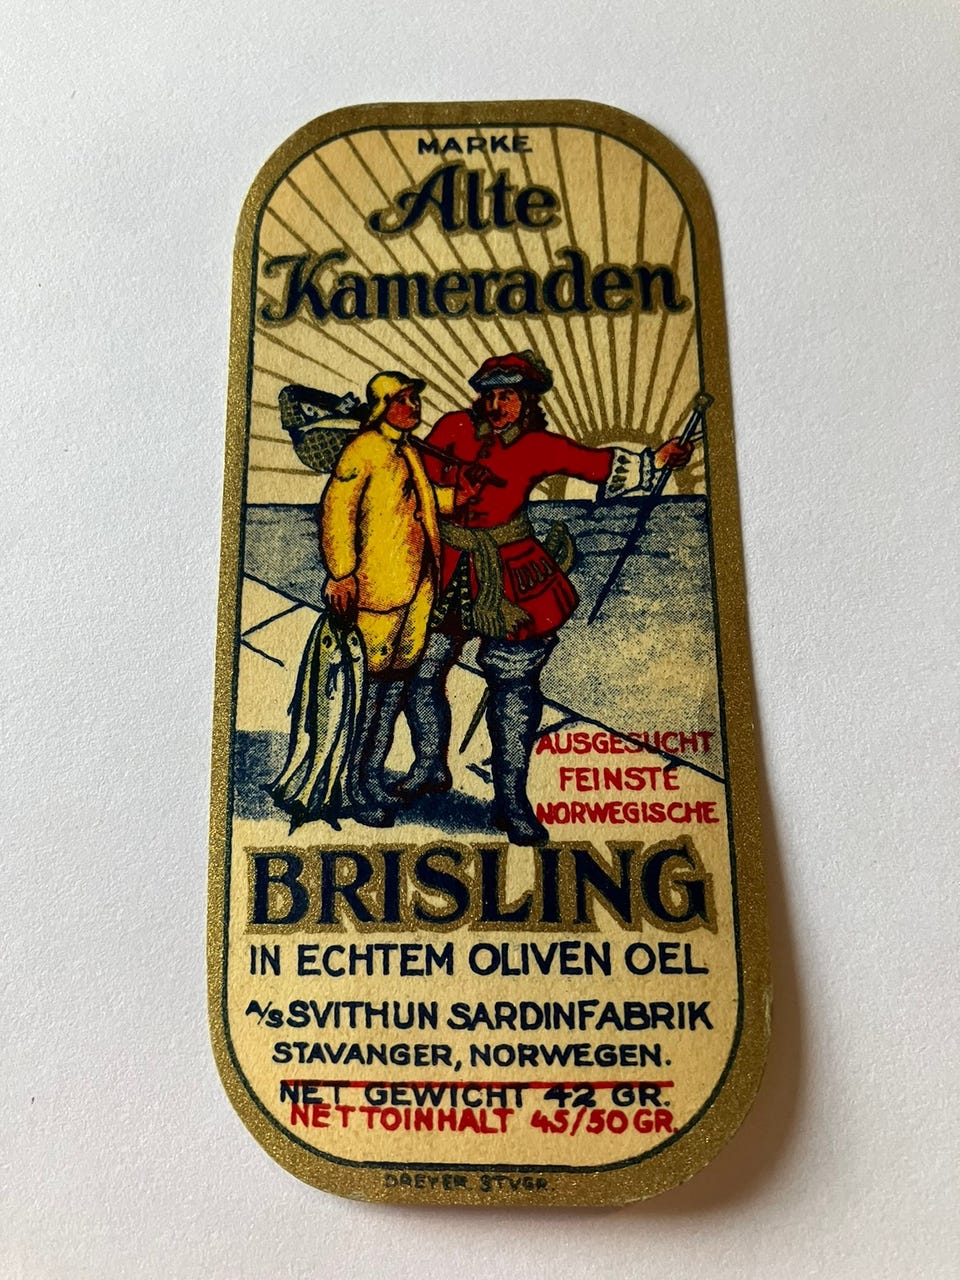 MARKE
Alte
Kameraden
AUSGESUCHT
FEINSTE
NORWEGISCHE
BRISLING
IN ECHTEM OLIVEN OEL
A/S SVITHUN SARDINFABRIK
STAVANGER, NORWEGEN.
NET GEWICHT 42 GR.
NETTOINHALT 45/50 GR.
DREYER. STVGR.